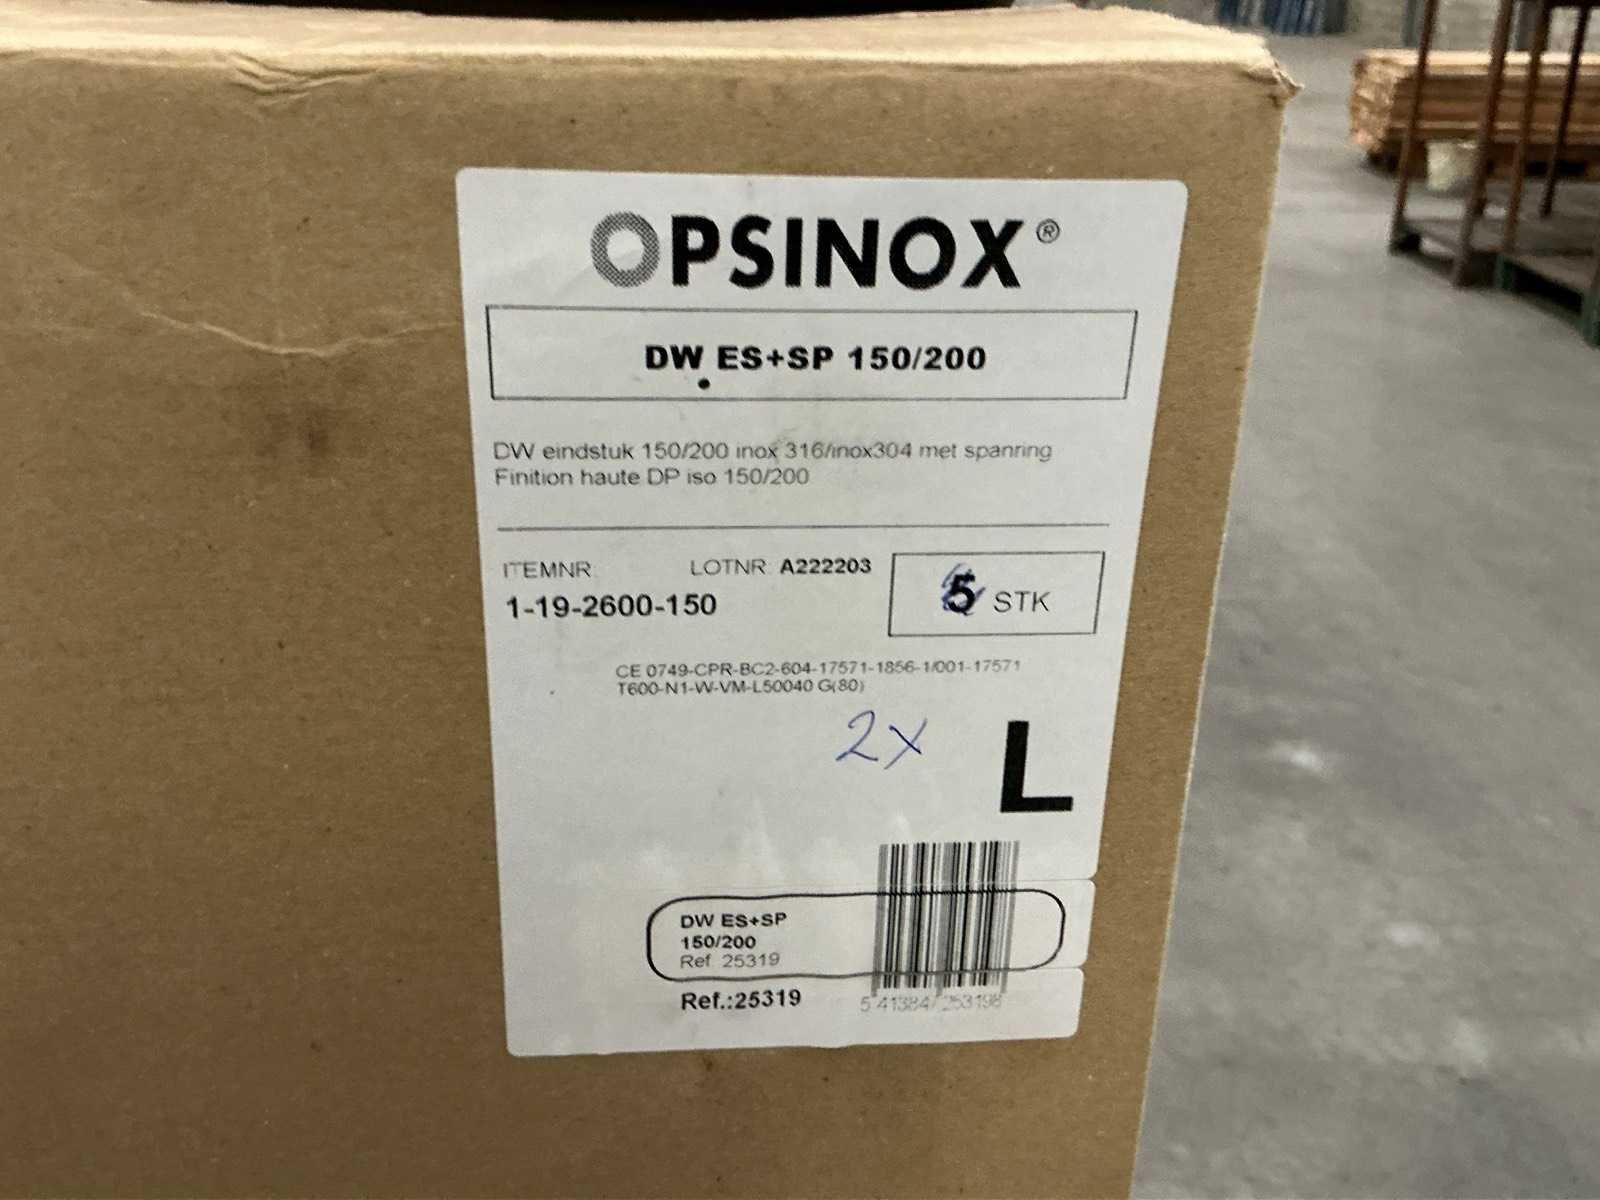 OPSINOX®
DW ES+SP 150/200
DW eindstuk 150/200 inox 316/inox304 met spanring
Finition haute DP iso 150/200
ITEMNR. LOTNR. A222203
1-19-2600-150
5 STK
CE 0749-CPR-BC2-604-17571-1856-1/001-17571
T600-N1-W-VM-L50040 G(80)
2x
L
DW ES+SP
150/200
Ref. 25319
Ref.:25319
5 413847 253198